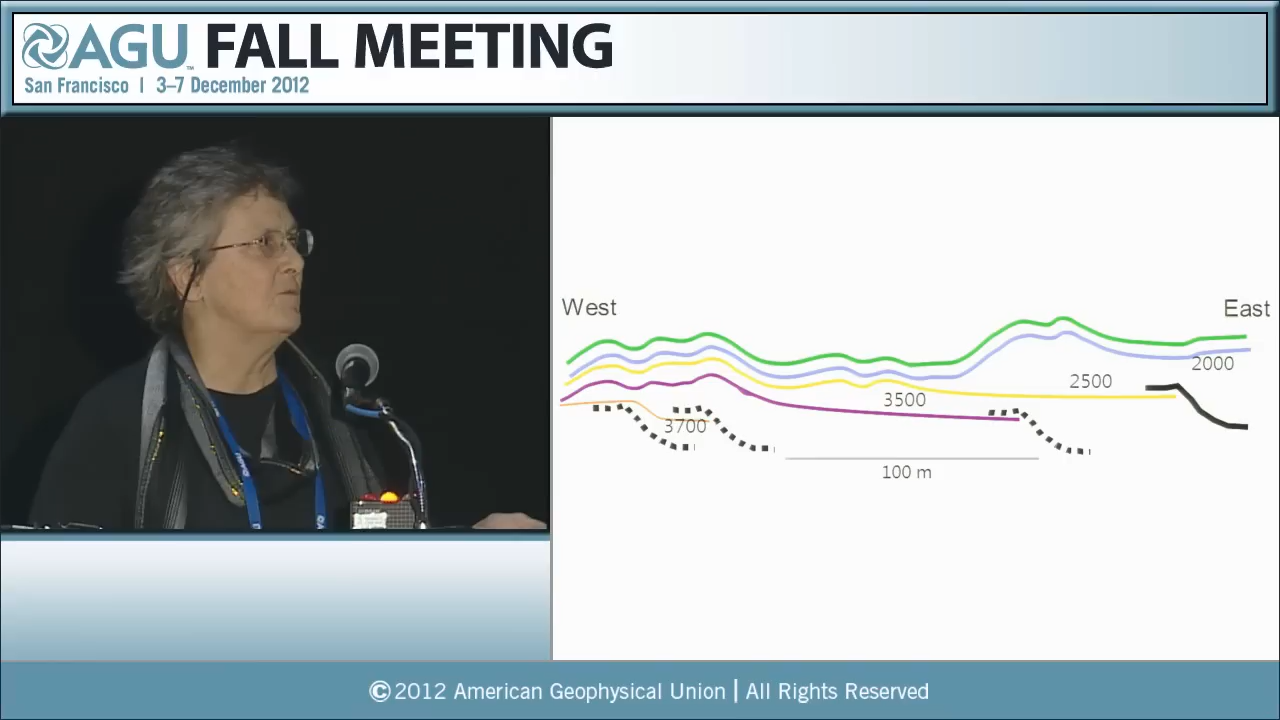 AGU FALL MEETING
San Francisco | 3–7 December 2012
West
East
2000
2500
3500
3700
100 m
©2012 American Geophysical Union | All Rights Reserved